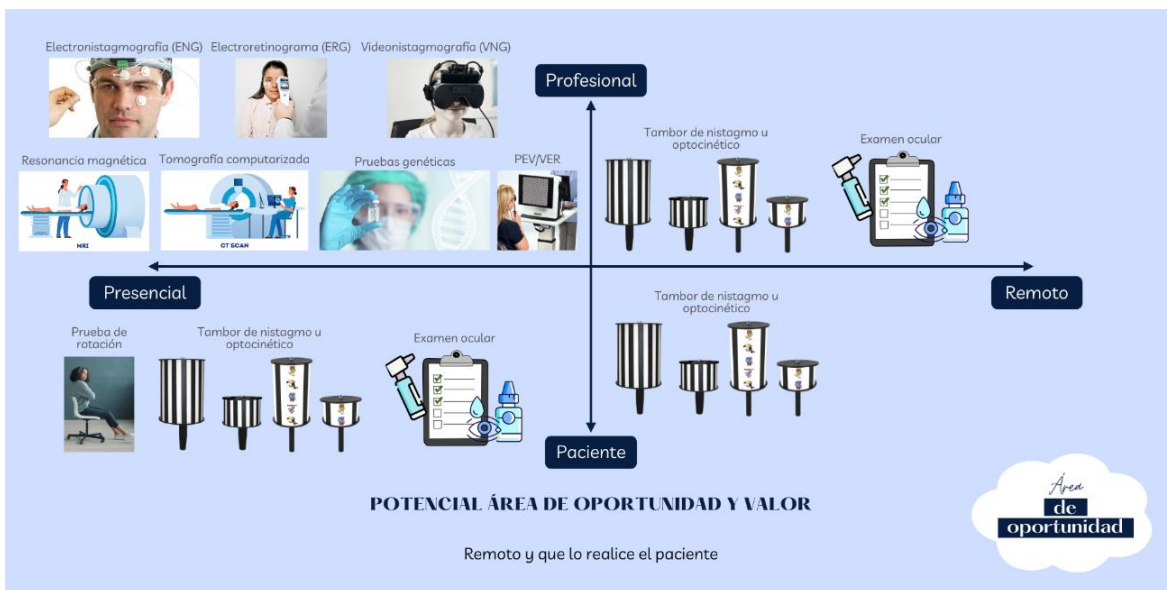 Electronistagmografía (ENG)
Electroretinograma (ERG)
Videonistagmografía (VNG)
Profesional
Tambor de nistagmo u
optocinético
Examen ocular
Resonancia magnética
Tomografía computarizada
Pruebas genéticas
PEV/VER
MRI
CT SCAN
Presencial
Remoto
Prueba de
rotación
Tambor de nistagmo u
optocinético
Examen ocular
Tambor de nistagmo u
optocinético
Paciente
POTENCIAL ÁREA DE OPORTUNIDAD Y VALOR
Remoto y que lo realice el paciente
Área
de
oportunidad